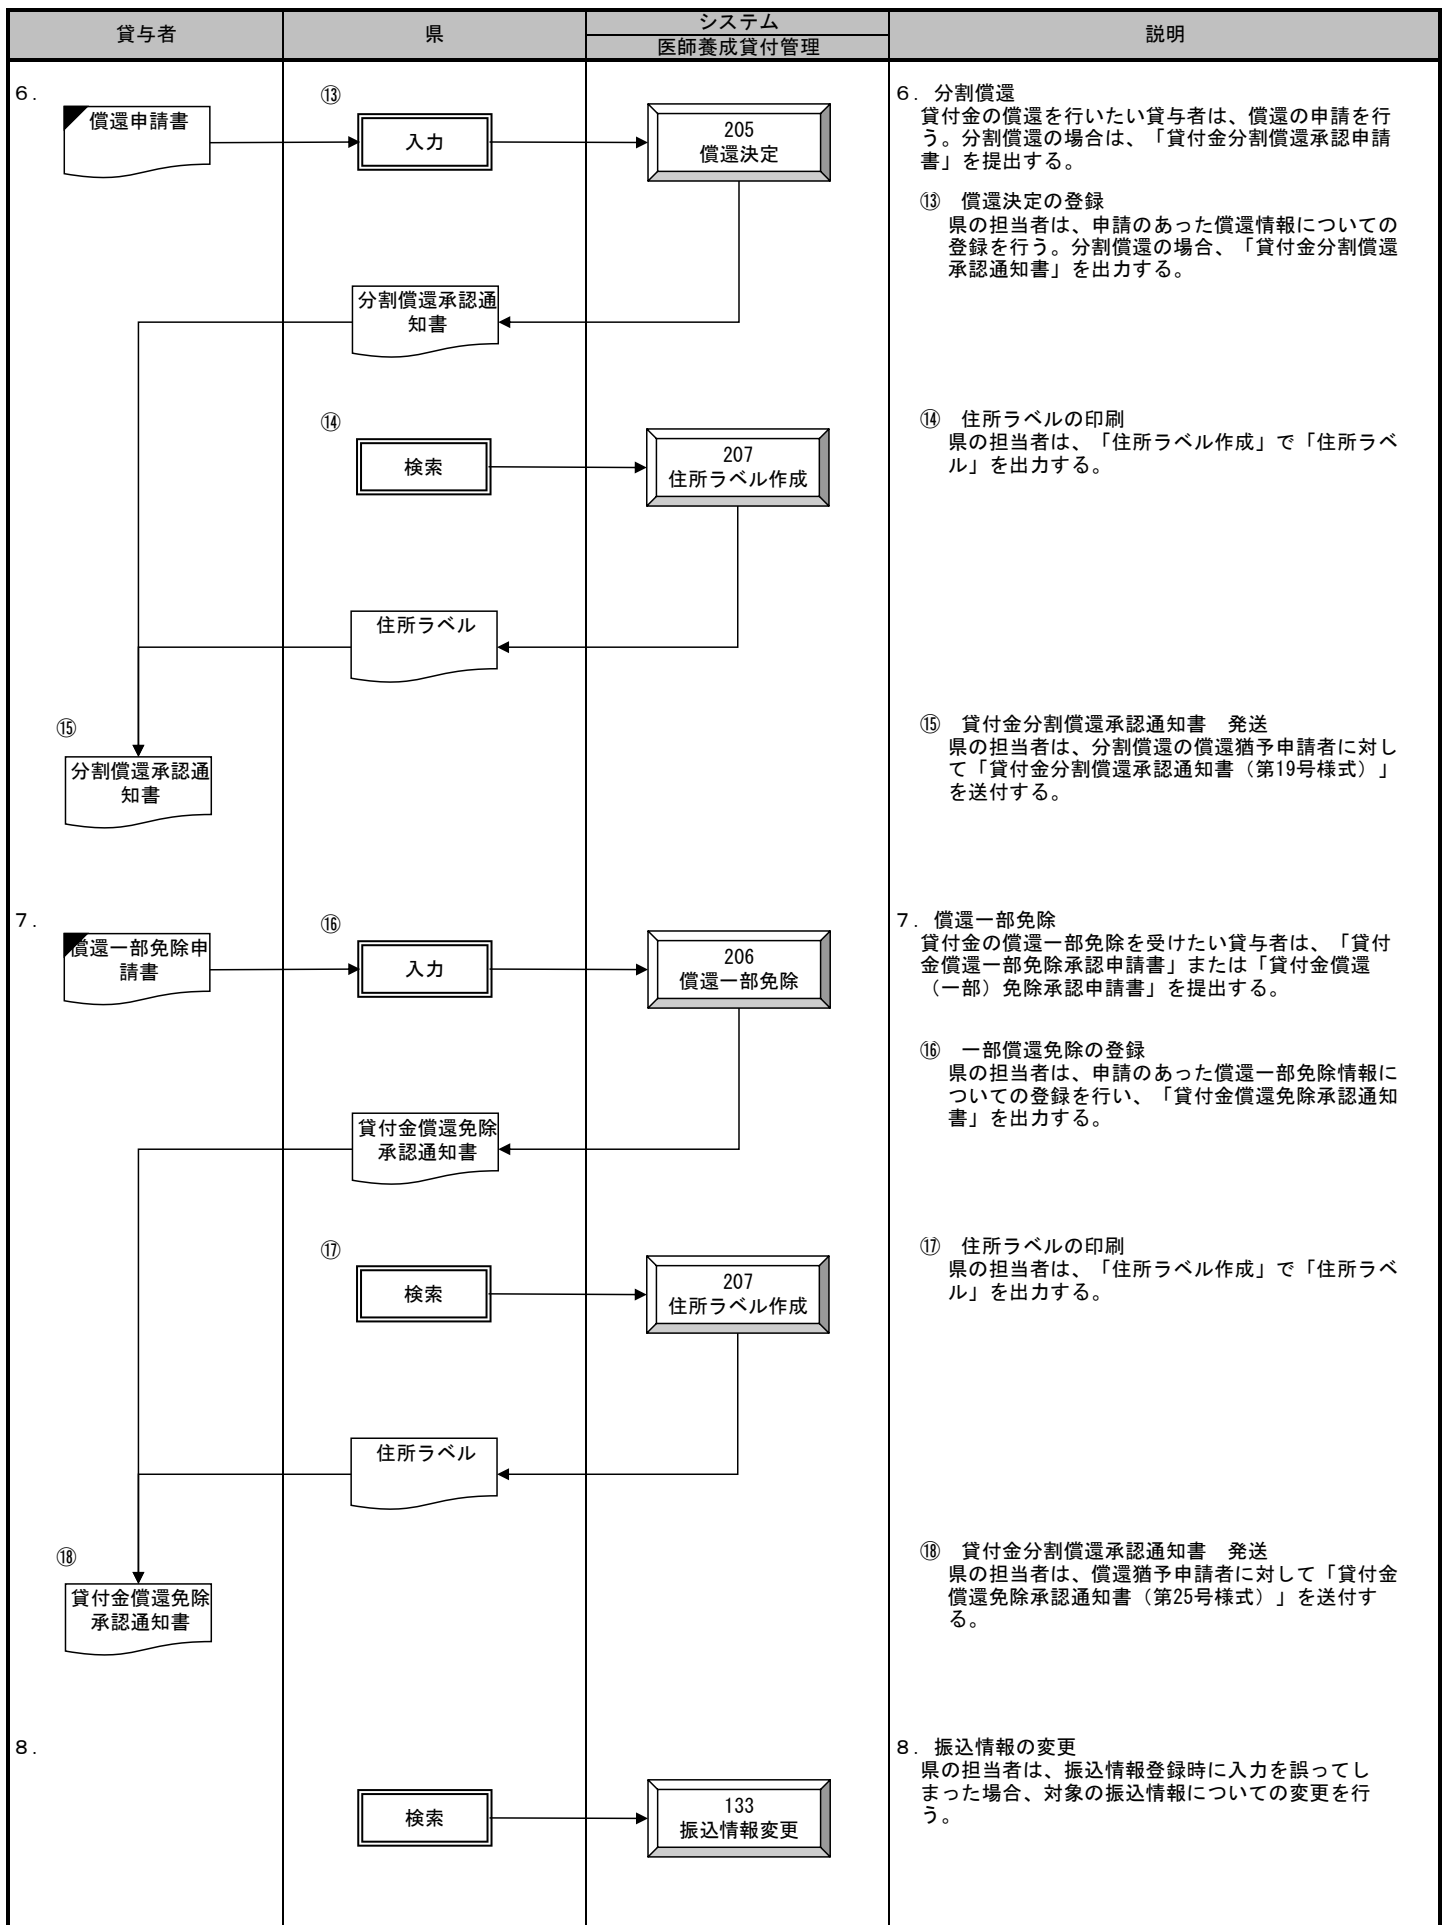 貸与者
県
システム
医師養成貸付管理
説明
6.
償還申請書
⑬
入力
205
償還決定
分割償還承認通
知書
⑭
検索
207
住所ラベル作成
住所ラベル
⑮
分割償還承認通
知書
6. 分割償還
貸付金の償還を行いたい貸与者は、償還の申請を行
う。分割償還の場合は、「貸付金分割償還承認申請
書」を提出する。
⑬ 償還決定の登録
県の担当者は、申請のあった償還情報についての
登録を行う。分割償還の場合、「貸付金分割償還
承認通知書」を出力する。
⑭ 住所ラベルの印刷
県の担当者は、「住所ラベル作成」で「住所ラベ
ル」を出力する。
⑮ 貸付金分割償還承認通知書 発送
県の担当者は、分割償還の償還猶予申請者に対し
て「貸付金分割償還承認通知書（第19号様式）」
を送付する。
7.
償還一部免除申
請書
⑯
入力
206
償還一部免除
貸付金償還免除
承認通知書
⑰
検索
207
住所ラベル作成
住所ラベル
⑱
貸付金償還免除
承認通知書
7. 償還一部免除
貸付金の償還一部免除を受けたい貸与者は、「貸付
金償還一部免除承認申請書」または「貸付金償還
（一部）免除承認申請書」を提出する。
⑯ 一部償還免除の登録
県の担当者は、申請のあった償還一部免除情報に
ついての登録を行い、「貸付金償還免除承認通知
書」を出力する。
⑰ 住所ラベルの印刷
県の担当者は、「住所ラベル作成」で「住所ラベ
ル」を出力する。
⑱ 貸付金分割償還承認通知書 発送
県の担当者は、償還猶予申請者に対して「貸付金
償還免除承認通知書（第25号様式）」を送付す
る。
8.
検索
133
振込情報変更
8. 振込情報の変更
県の担当者は、振込情報登録時に入力を誤ってし
まった場合、対象の振込情報についての変更を行
う。